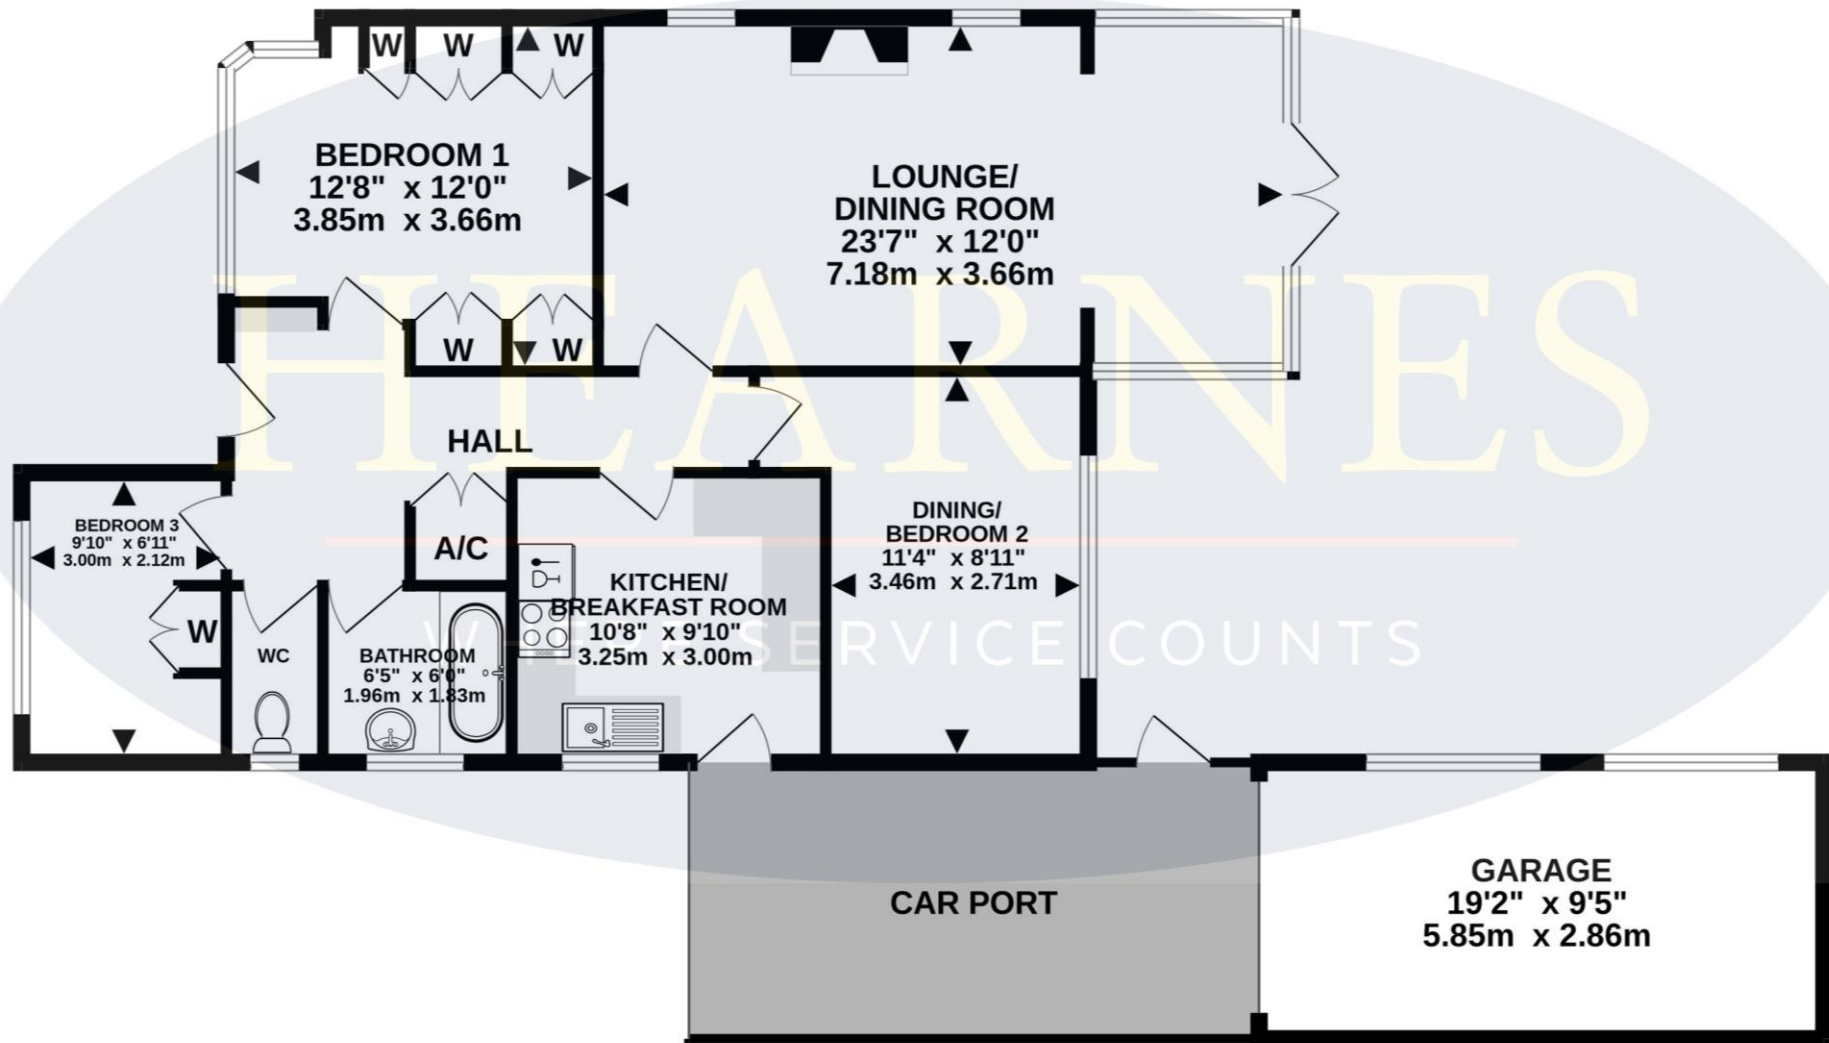 W
W
W
BEDROOM 1
12'8" x 12'0"
3.85m x 3.66m
LOUNGE/
DINING ROOM
23'7" x 12'0"
7.18m x 3.66m
W
W
HEARNES
HALL
BEDROOM 3
9'10" x 6'11"
3.00m x 2.12m
A/C
DINING/
BEDROOM 2
11'4" x 8'11"
3.46m x 2.71m
KITCHEN/
BREAKFAST ROOM
10'8" x 9'10"
3.25m x 3.00m
W
WC
BATHROOM
6'5" x 6'0"
1.96m x 1.83m
WHERE SERVICE COUNTS
CAR PORT
GARAGE
19'2" x 9'5"
5.85m x 2.86m